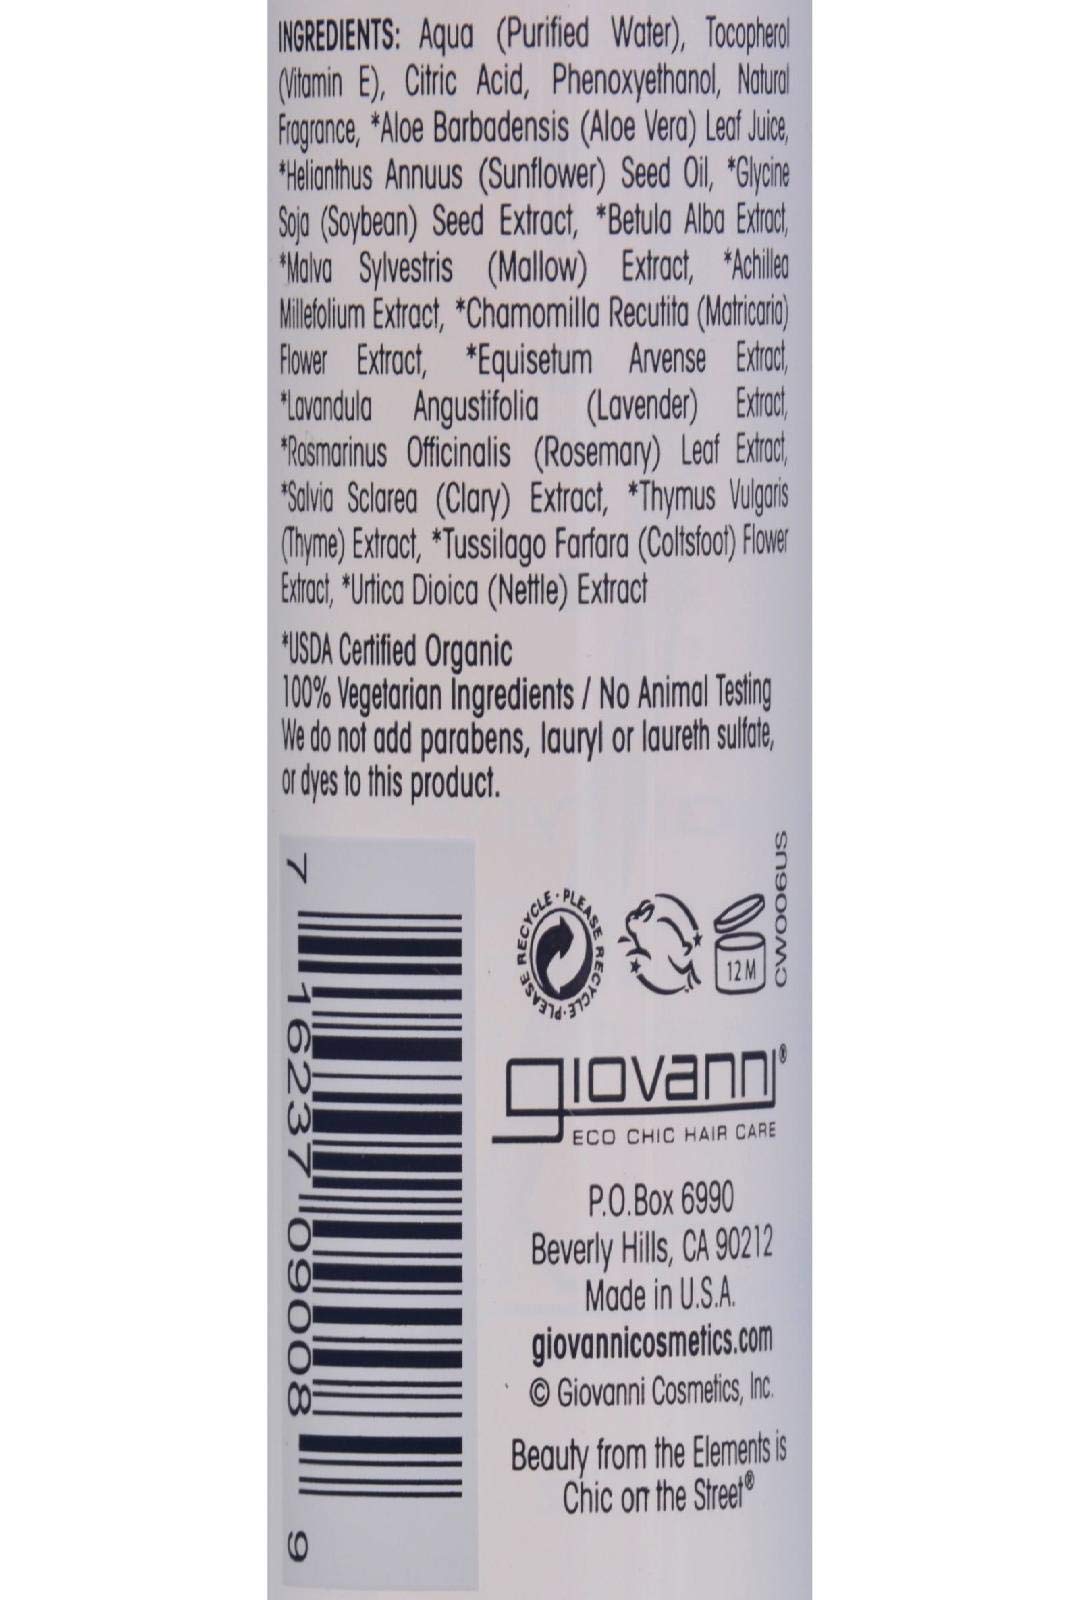 INGREDIENTS: Aqua (Purified Water), Tocopherol
(Vitamin E), Citric Acid, Phenoxyethanol, Natural
Fragrance, *Aloe Barbadensis (Aloe Vera) Leaf Juice,
*Helianthus Annuus (Sunflower) Seed Oil, *Glycine
Soja (Soybean) Seed Extract, *Betula Alba Extract,
*Malva Sylvestris (Mallow) Extract, *Achillea
Millefolium Extract, *Chamomilla Recutita (Matricaria)
Flower Extract, *Equisetum Arvense Extract,
*Lavandula Angustifolia (Lavender) Extract,
*Rosmarinus Officinalis (Rosemary) Leaf Extract,
*Salvia Sclarea (Clary) Extract, *Thymus Vulgaris
(Thyme) Extract, *Tussilago Farfara (Coltsfoot) Flower
Extract, *Urtica Dioica (Nettle) Extract
*USDA Certified Organic
100% Vegetarian Ingredients / No Animal Testing
We do not add parabens, lauryl or laureth sulfate,
or dyes to this product.
7 16237 09008 9
PLEASE RECYCLE · PLEASE RECYCLE ·
12 M
CW006US
giovanni®
ECO CHIC HAIR CARE
P.O.Box 6990
Beverly Hills, CA 90212
Made in U.S.A.
giovannicosmetics.com
© Giovanni Cosmetics, Inc.
Beauty from the Elements is
Chic on the Street®